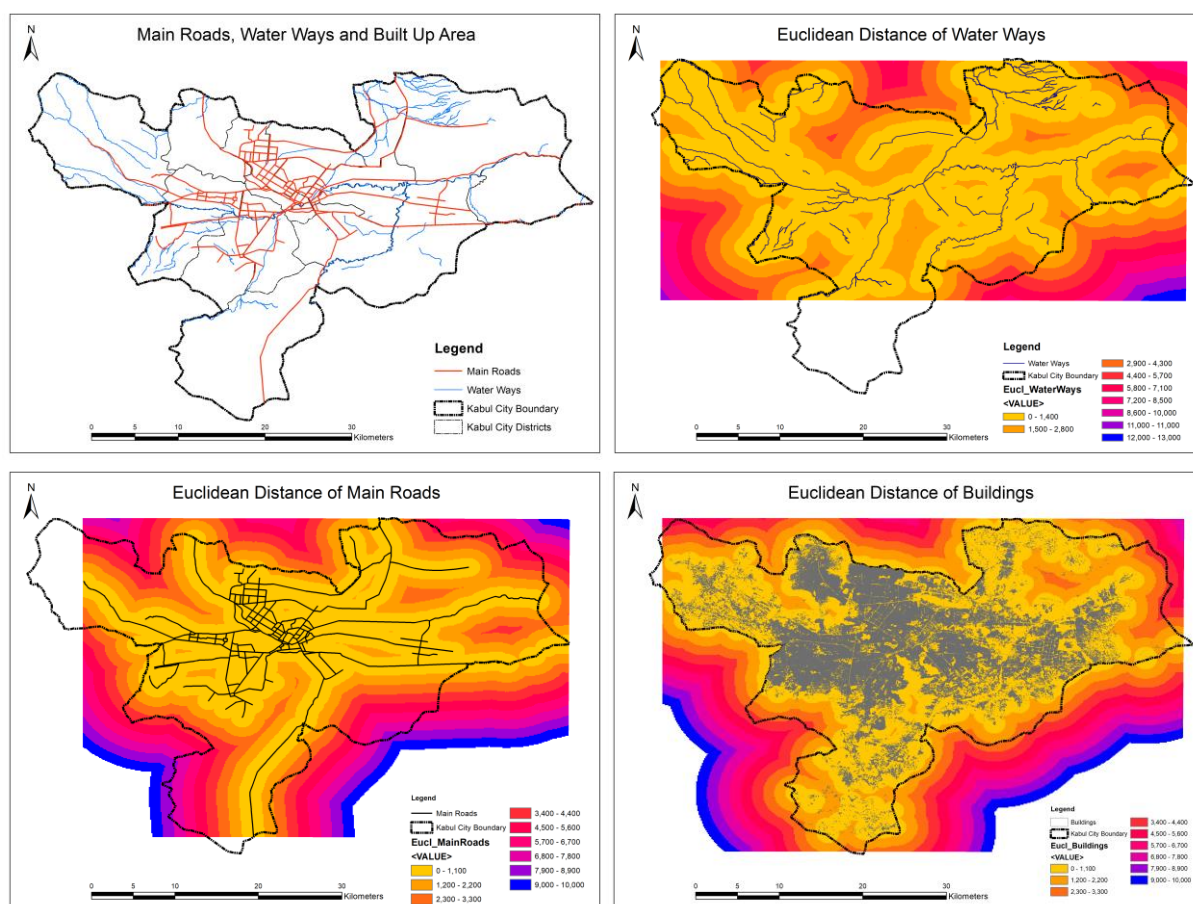 N
Main Roads, Water Ways and Built Up Area
Legend
Main Roads
Water Ways
Kabul City Boundary
Kabul City Districts
0 5 10 20 30
Kilometers
N
Euclidean Distance of Water Ways
Legend
Water Ways
Kabul City Boundary
Eucl_WaterWays
<VALUE>
0 - 1,400
1,500 - 2,800
2,900 - 4,300
4,400 - 5,700
5,800 - 7,100
7,200 - 8,500
8,600 - 10,000
11,000 - 11,000
12,000 - 13,000
0 5 10 20 30
Kilometers
N
Euclidean Distance of Main Roads
Legend
Main Roads
Kabul City Boundary
Eucl_MainRoads
<VALUE>
0 - 1,100
1,200 - 2,200
2,300 - 3,300
3,400 - 4,400
4,500 - 5,600
5,700 - 6,700
6,800 - 7,800
7,900 - 8,900
9,000 - 10,000
0 5 10 20 30
Kilometers
N
Euclidean Distance of Buildings
Legend
Buildings
Kabul City Boundary
Eucl_Buildings
<VALUE>
0 - 1,100
1,200 - 2,200
2,300 - 3,300
3,400 - 4,400
4,500 - 5,600
5,700 - 6,700
6,800 - 7,800
7,900 - 8,900
9,000 - 10,000
0 5 10 20 30
Kilometers